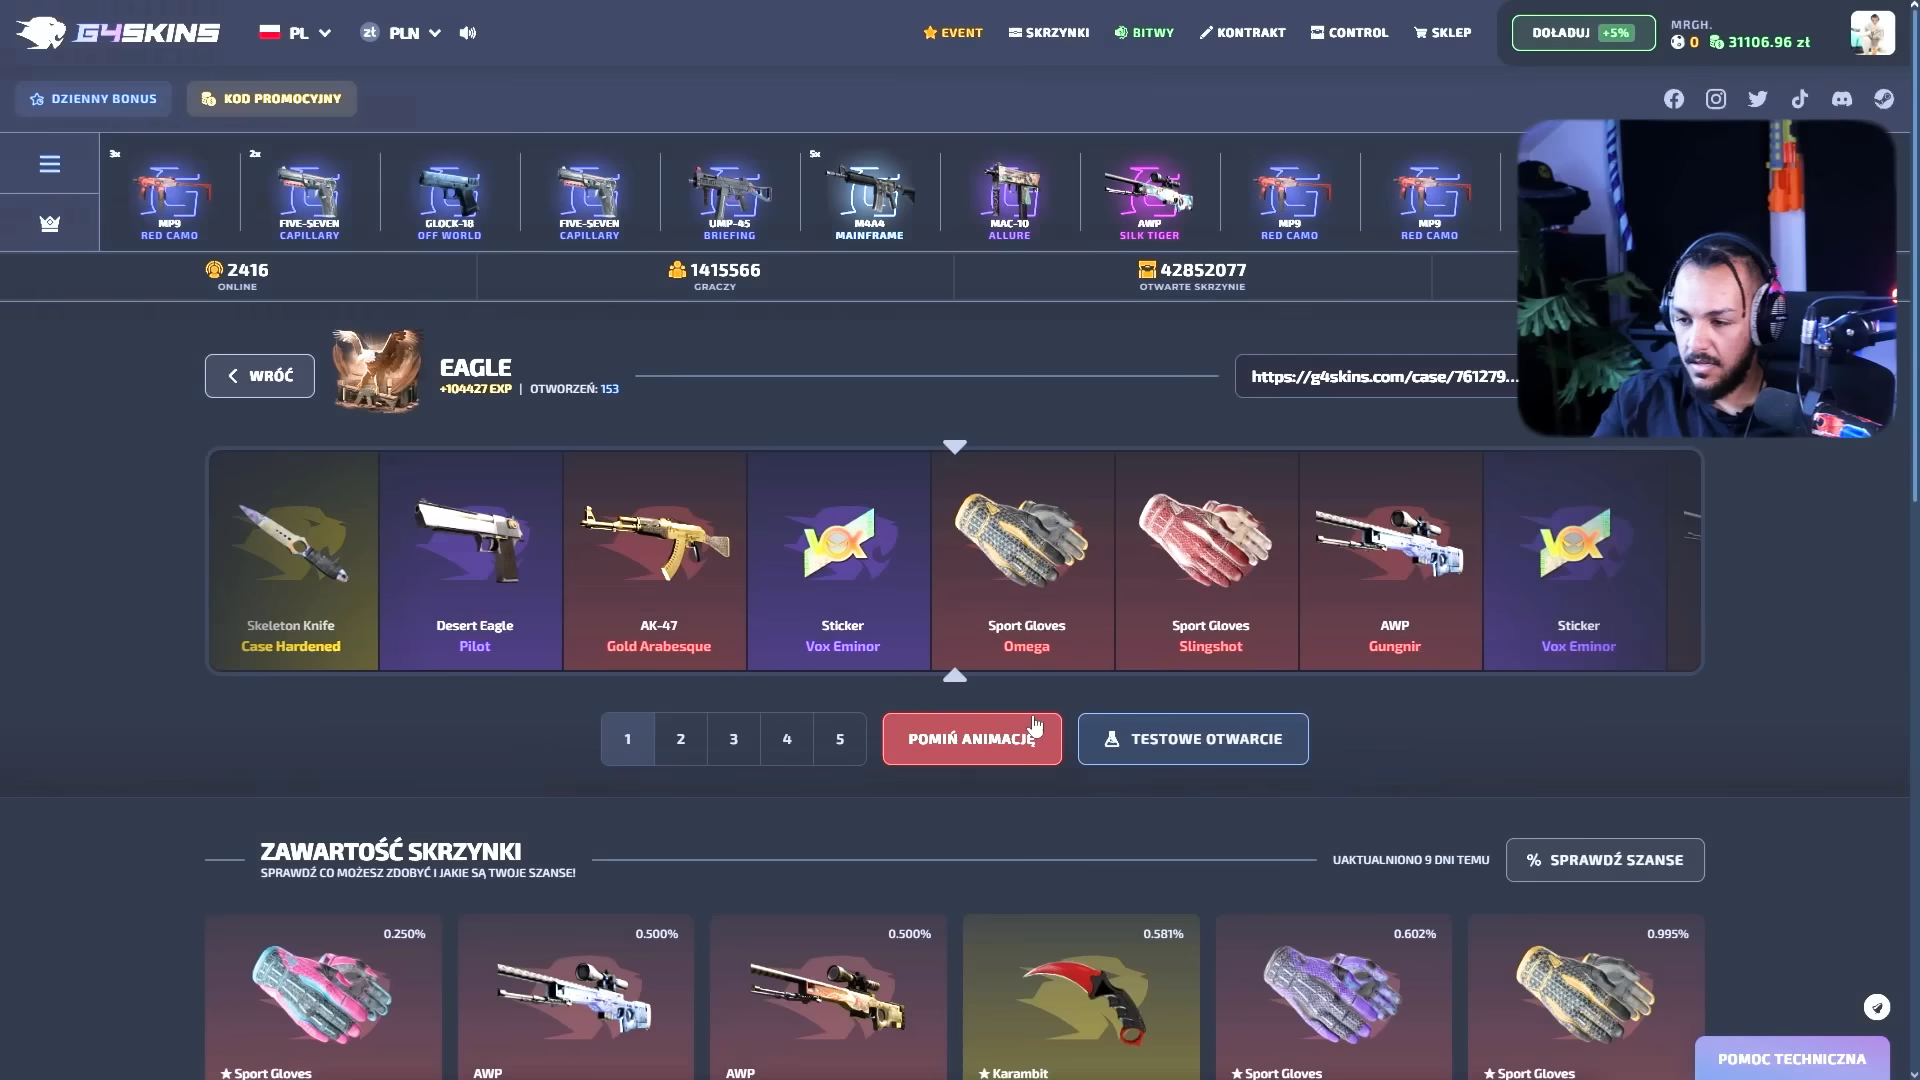 G4SKINS
PL
zł
PLN
EVENT
SKRZYNKI
BITWY
KONTRAKT
CONTROL
SKLEP
DOŁADUJ +5%
MRGH.
0
31106.96 zł
DZIENNY BONUS
KOD PROMOCYJNY
3x
MP9
RED CAMO
2x
FIVE-SEVEN
CAPILLARY
GLOCK-18
OFF WORLD
FIVE-SEVEN
CAPILLARY
UMP-45
BRIEFING
5x
M4A4
MAINFRAME
MAC-10
ALLURE
AWP
SILK TIGER
MP9
RED CAMO
MP9
RED CAMO
2416
ONLINE
1415566
GRACZY
42852077
OTWARTE SKRZYNIE
WRÓĆ
EAGLE
+104427 EXP | OTWORZEŃ: 153
https://g4skins.com/case/761279...
Skeleton Knife
Case Hardened
Desert Eagle
Pilot
AK-47
Gold Arabesque
VOX
Sticker
Vox Eminor
Sport Gloves
Omega
Sport Gloves
Slingshot
AWP
Gungnir
VOX
Sticker
Vox Eminor
1
2
3
4
5
POMIŃ ANIMACJĘ
TESTOWE OTWARCIE
ZAWARTOŚĆ SKRZYNKI
SPRAWDŹ CO MOŻESZ ZDOBYĆ I JAKIE SĄ TWOJE SZANSE!
UAKTUALNIONO 9 DNI TEMU
% SPRAWDŹ SZANSE
0.250%
★ Sport Gloves
0.500%
AWP
0.500%
AWP
0.581%
★ Karambit
0.602%
★ Sport Gloves
0.995%
★ Sport Gloves
POMOC TECHNICZNA